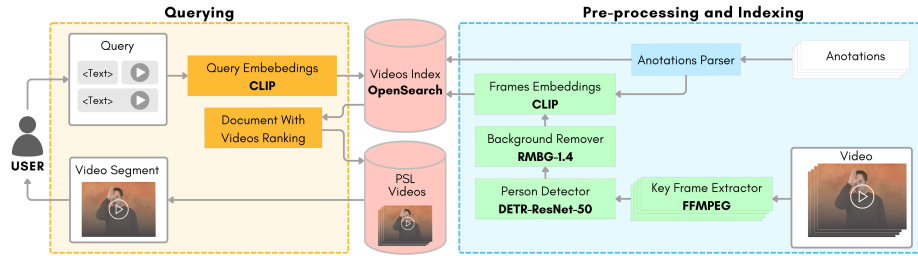 Querying
Pre-processing and Indexing
Query
<Text>
<Text>
Query Embebeddings
CLIP
Document With
Videos Ranking
Videos Index
OpenSearch
Anotations Parser
Anotations
Frames Embeddings
CLIP
Background Remover
RMBG-1.4
Person Detector
DETR-ResNet-50
Key Frame Extractor
FFMPEG
Video
USER
Video Segment
PSL
Videos